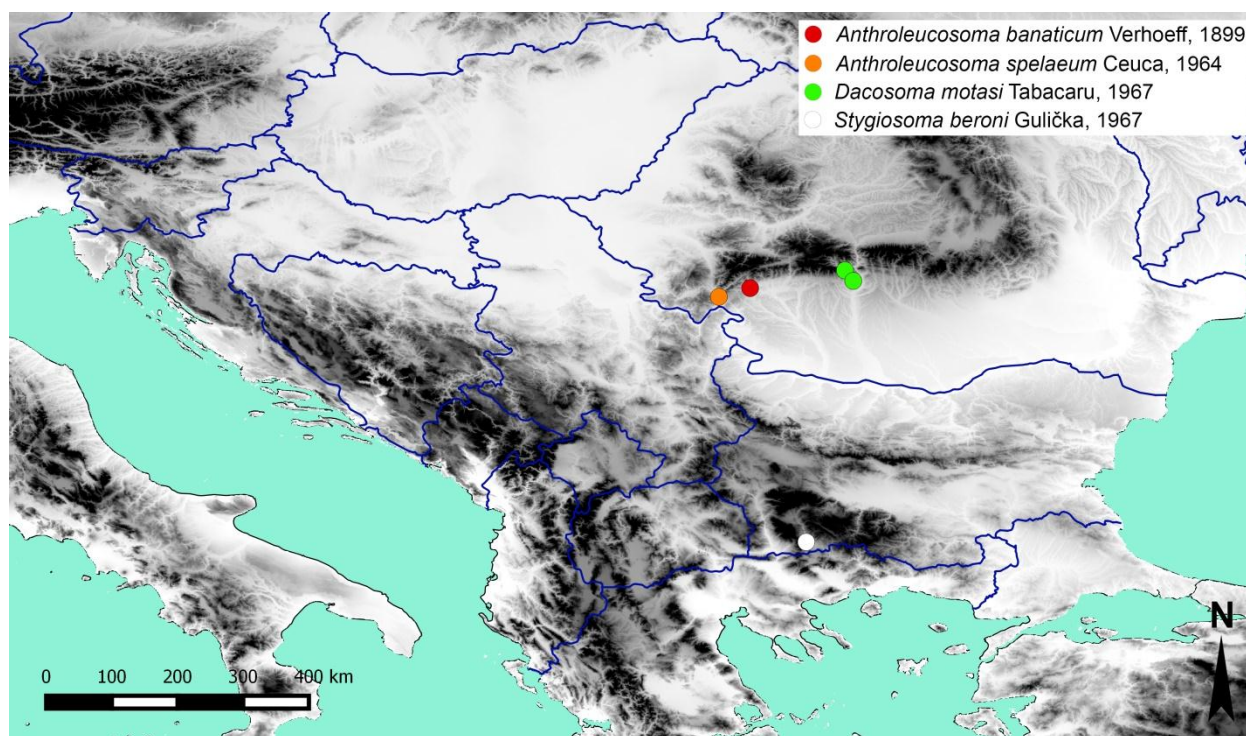 Anthroleucosoma banaticum Verhoeff, 1899
Anthroleucosoma spelaeum Ceuca, 1964
Dacosoma motasi Tabacaru, 1967
Stygiosoma beroni Gulička, 1967
0 100 200 300 400 km
N